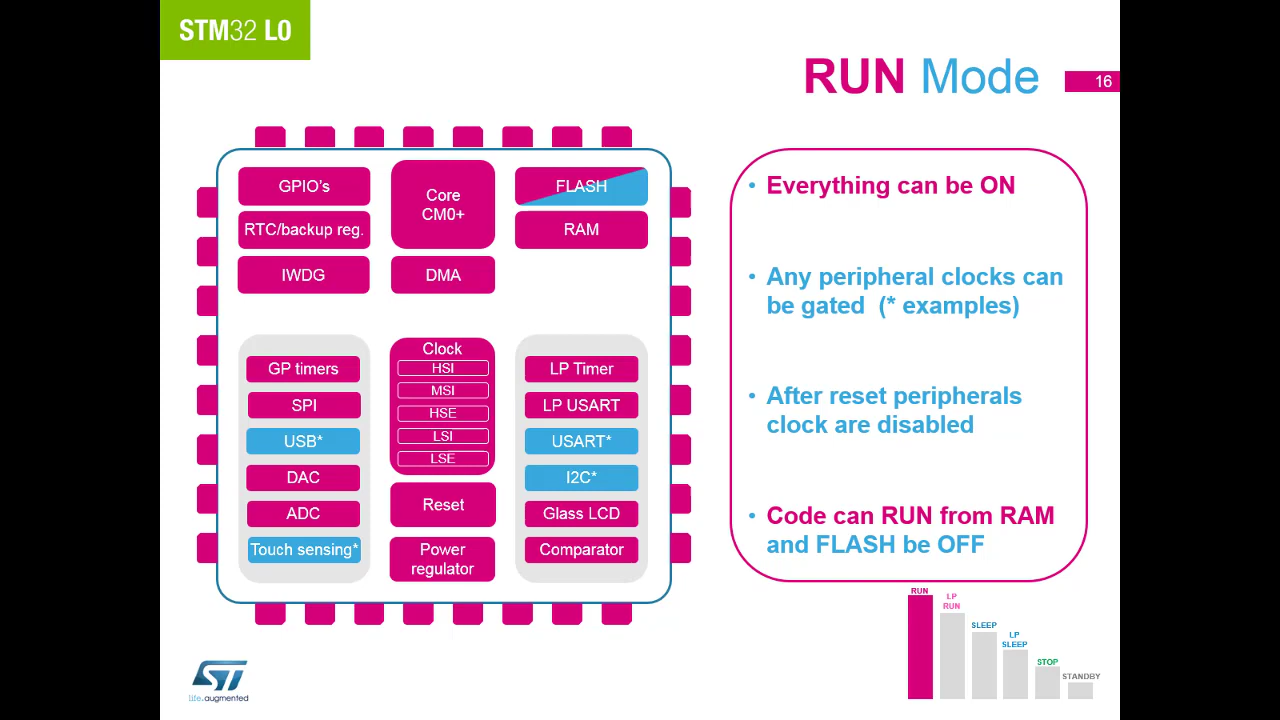 STM32 L0
RUN Mode
16
GPIO's
RTC/backup reg.
IWDG
Core
CM0+
DMA
FLASH
RAM
GP timers
SPI
USB*
DAC
ADC
Touch sensing*
Clock
HSI
MSI
HSE
LSI
LSE
Reset
Power
regulator
LP Timer
LP USART
USART*
I2C*
Glass LCD
Comparator
• Everything can be ON
• Any peripheral clocks can
be gated (* examples)
• After reset peripherals
clock are disabled
• Code can RUN from RAM
and FLASH be OFF
RUN
LP
RUN
SLEEP
LP
SLEEP
STOP
STANDBY
ST
life.augmented